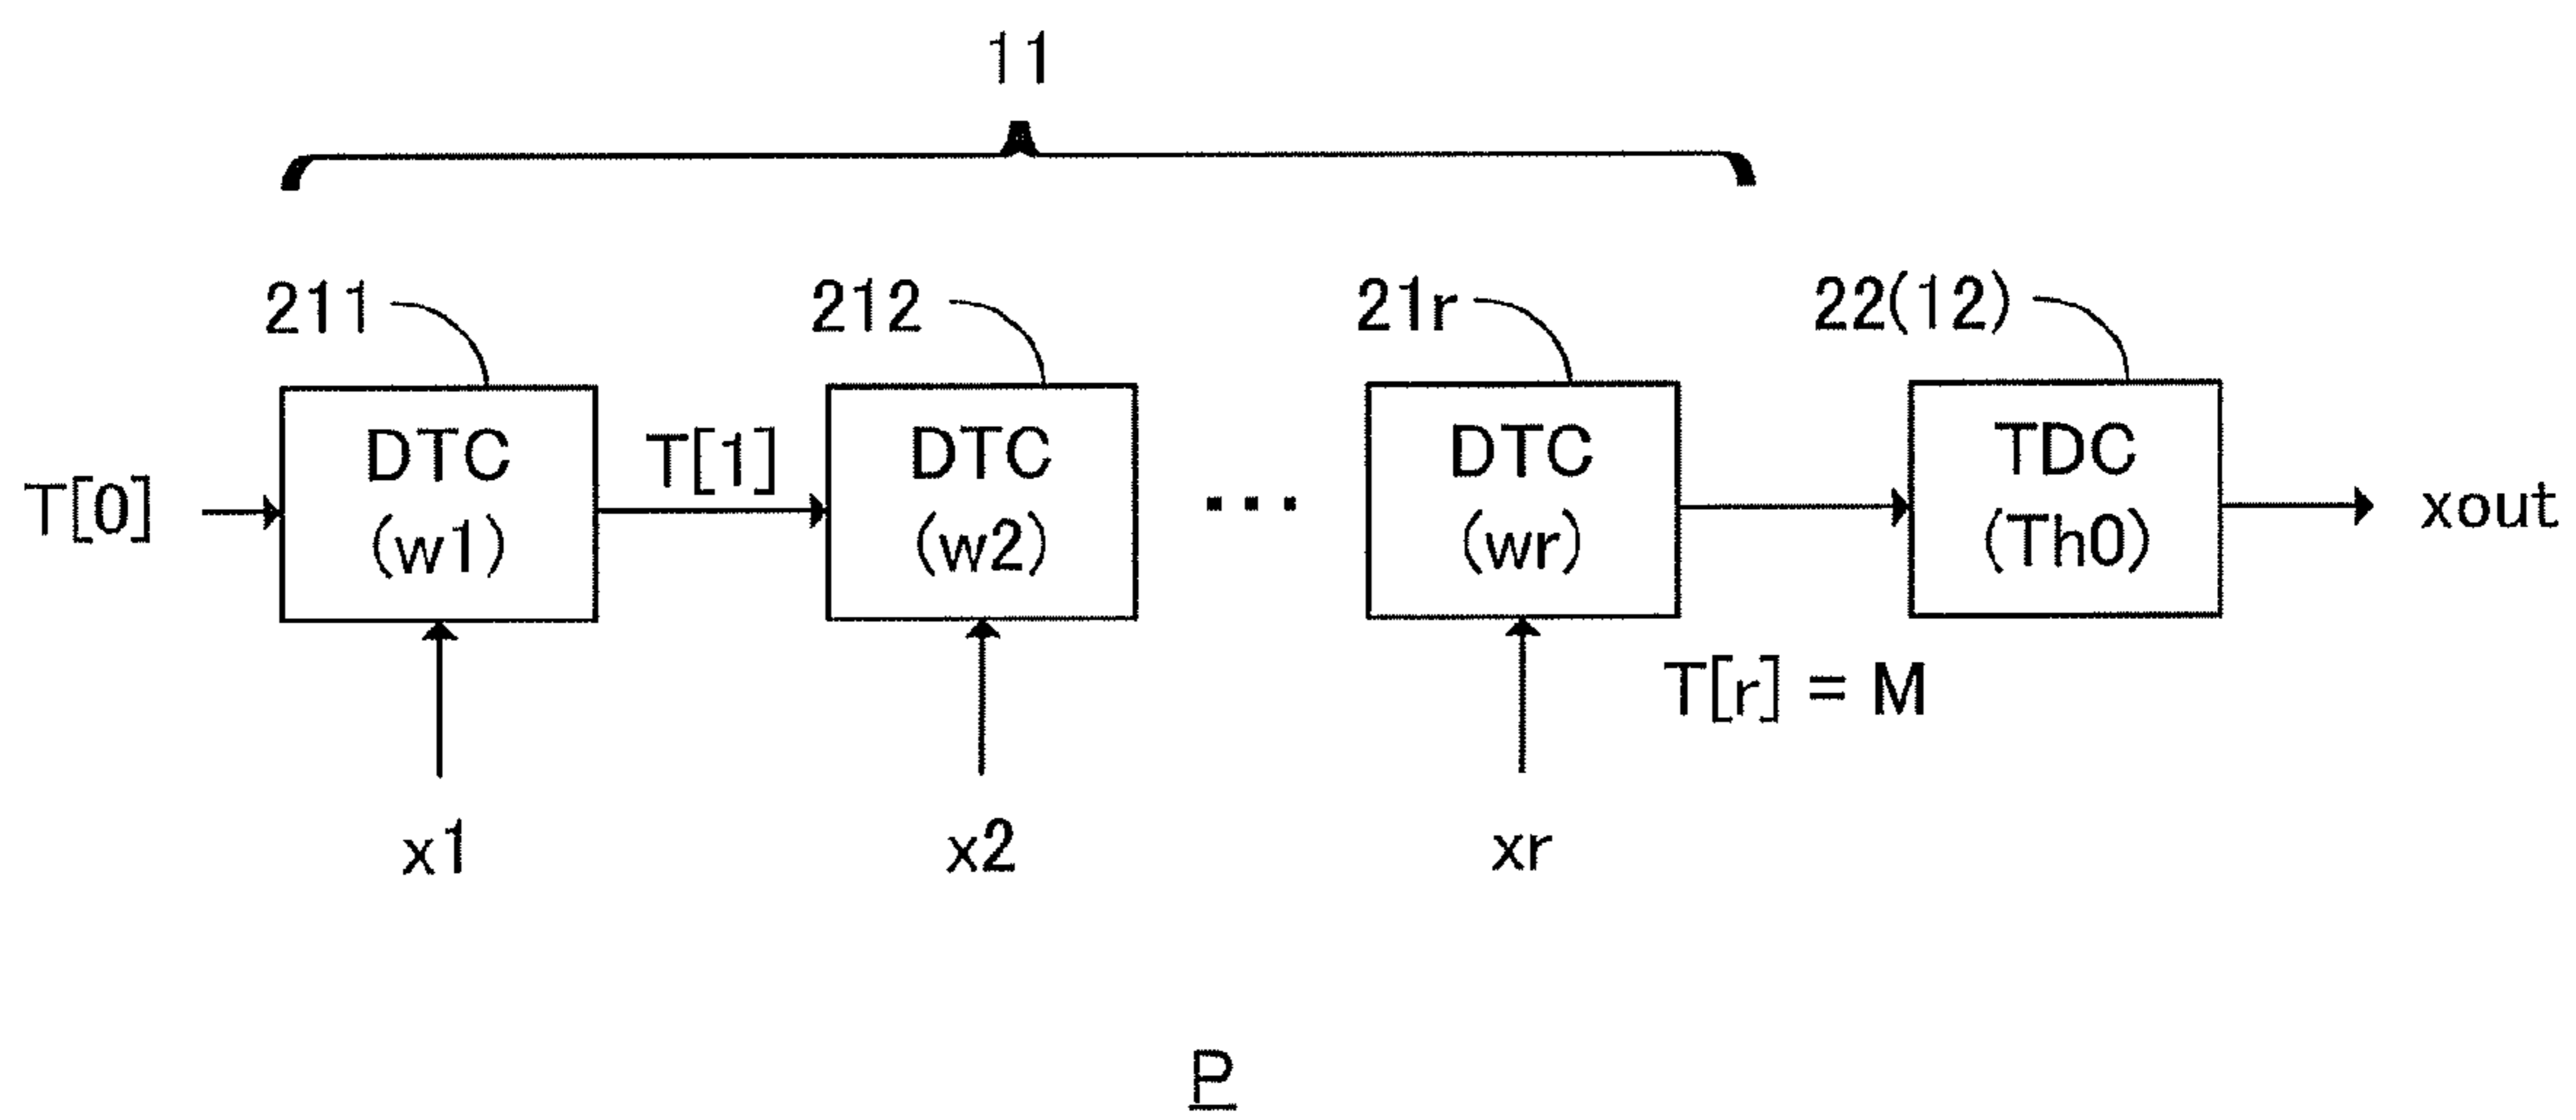 11
211
212
21r
22(12)
T[0]
DTC
(w1)
T[1]
DTC
(w2)
...
DTC
(wr)
TDC
(Th0)
xout
T[r] = M
x1
x2
xr
P